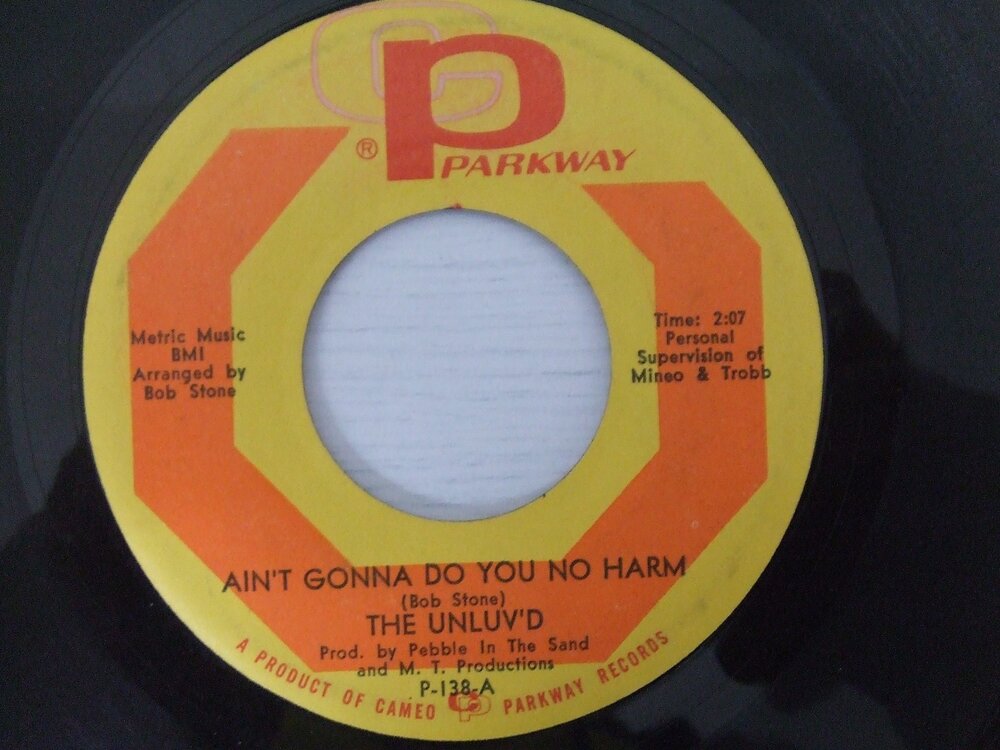 C
P
® PARKWAY
Metric Music
BMI
Arranged by
Bob Stone
Time: 2:07
Personal
Supervision of
Mineo & Trobb
AIN'T GONNA DO YOU NO HARM
(Bob Stone)
THE UNLUV'D
Prod. by Pebble In The Sand
and M. T. Productions
P-138-A
A PRODUCT OF CAMEO CP PARKWAY RECORDS